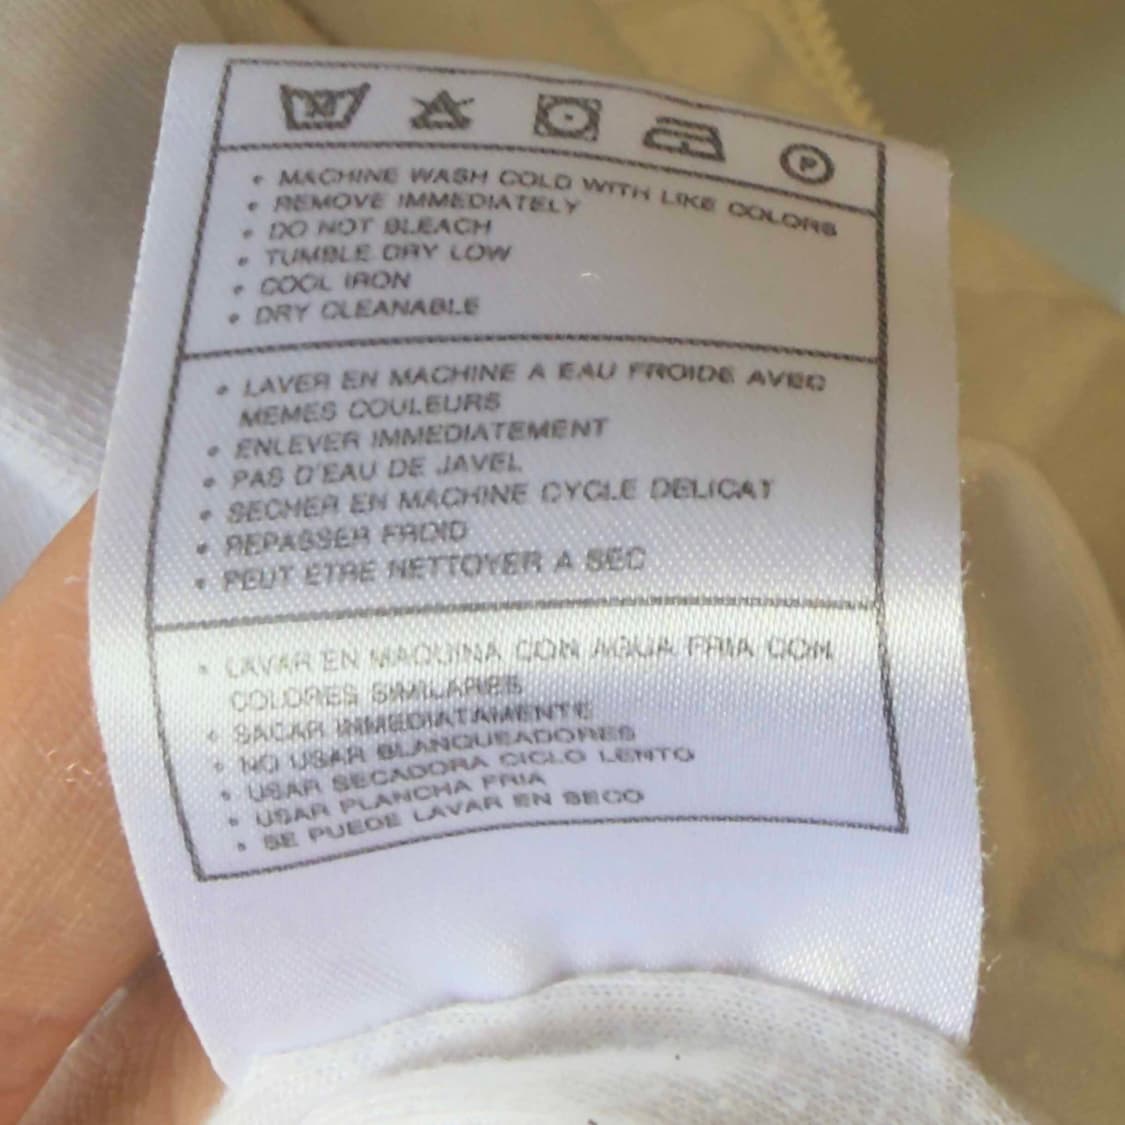 P
• MACHINE WASH COLD WITH LIKE COLORS
• REMOVE IMMEDIATELY
• DO NOT BLEACH
• TUMBLE DRY LOW
• COOL IRON
• DRY CLEANABLE
• LAVER EN MACHINE A EAU FROIDE AVEC
MEMES COULEURS
• ENLEVER IMMEDIATEMENT
• PAS D'EAU DE JAVEL
• SECHER EN MACHINE CYCLE DELICAT
• REPASSER FROID
• PEUT ETRE NETTOYER A SEC
• LAVAR EN MAQUINA CON AGUA FRIA CON
COLORES SIMILARES
• SACAR INMEDIATAMENTE
• NO USAR BLANQUEADORES
• USAR SECADORA CICLO LENTO
• USAR PLANCHA FRIA
• SE PUEDE LAVAR EN SECO